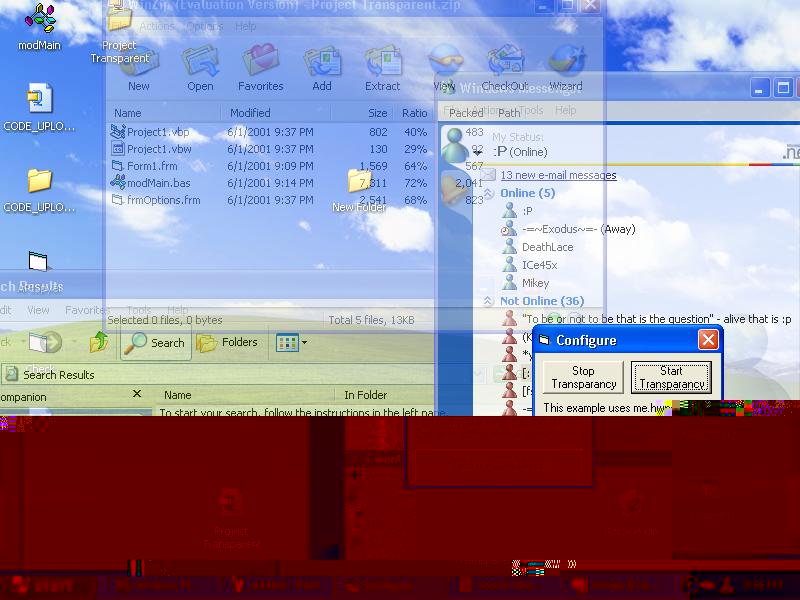 WinZip (Evaluation Version) - Project Transparent.zip
File Actions Options Help
modMain
Project
Transparent
New Open Favorites Add Extract View CheckOut Wizard
Windows Messenger
Actions Tools Help
Name Modified Size Ratio Packed Path
CODE_UPLO...
Project1.vbp 6/1/2001 9:37 PM 802 40% 483
Project1.vbw 6/1/2001 9:37 PM 130 29% 92
Form1.frm 6/1/2001 9:09 PM 1,569 64% 567
modMain.bas 6/1/2001 9:14 PM 7,311 72% 2,041
frmOptions.frm 6/1/2001 9:37 PM 2,541 68% 823
My Status:
:P (Online)
.ne
13 new e-mail messages
Online (5)
:P
-=~Exodus~=- (Away)
DeathLace
ICe45x
Mikey
Not Online (36)
"To be or not to be that is the question" - alive that is :p
CODE_UPLO...
New Folder
ch Results
dit View Favorites Tools Help
Selected 0 files, 0 bytes Total 5 files, 13KB
ck Search Folders
Search Results
ompanion Name In Folder
To start your search, follow the instructions in the left pane.
Configure
Stop
Transparancy
Start
Transparancy
This example uses me.hwn
Project
Transparent